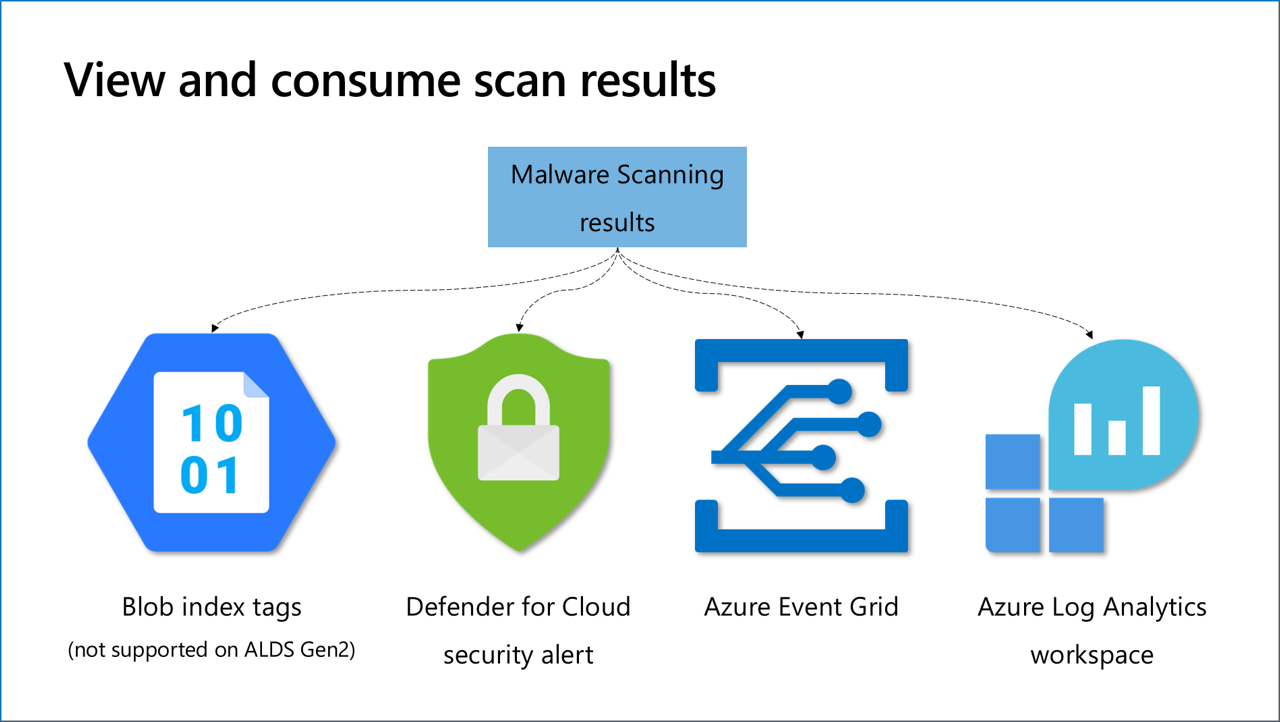 View and consume scan results
Malware Scanning
results
10
01
Blob index tags
(not supported on ALDS Gen2)
Defender for Cloud
security alert
Azure Event Grid
Azure Log Analytics
workspace